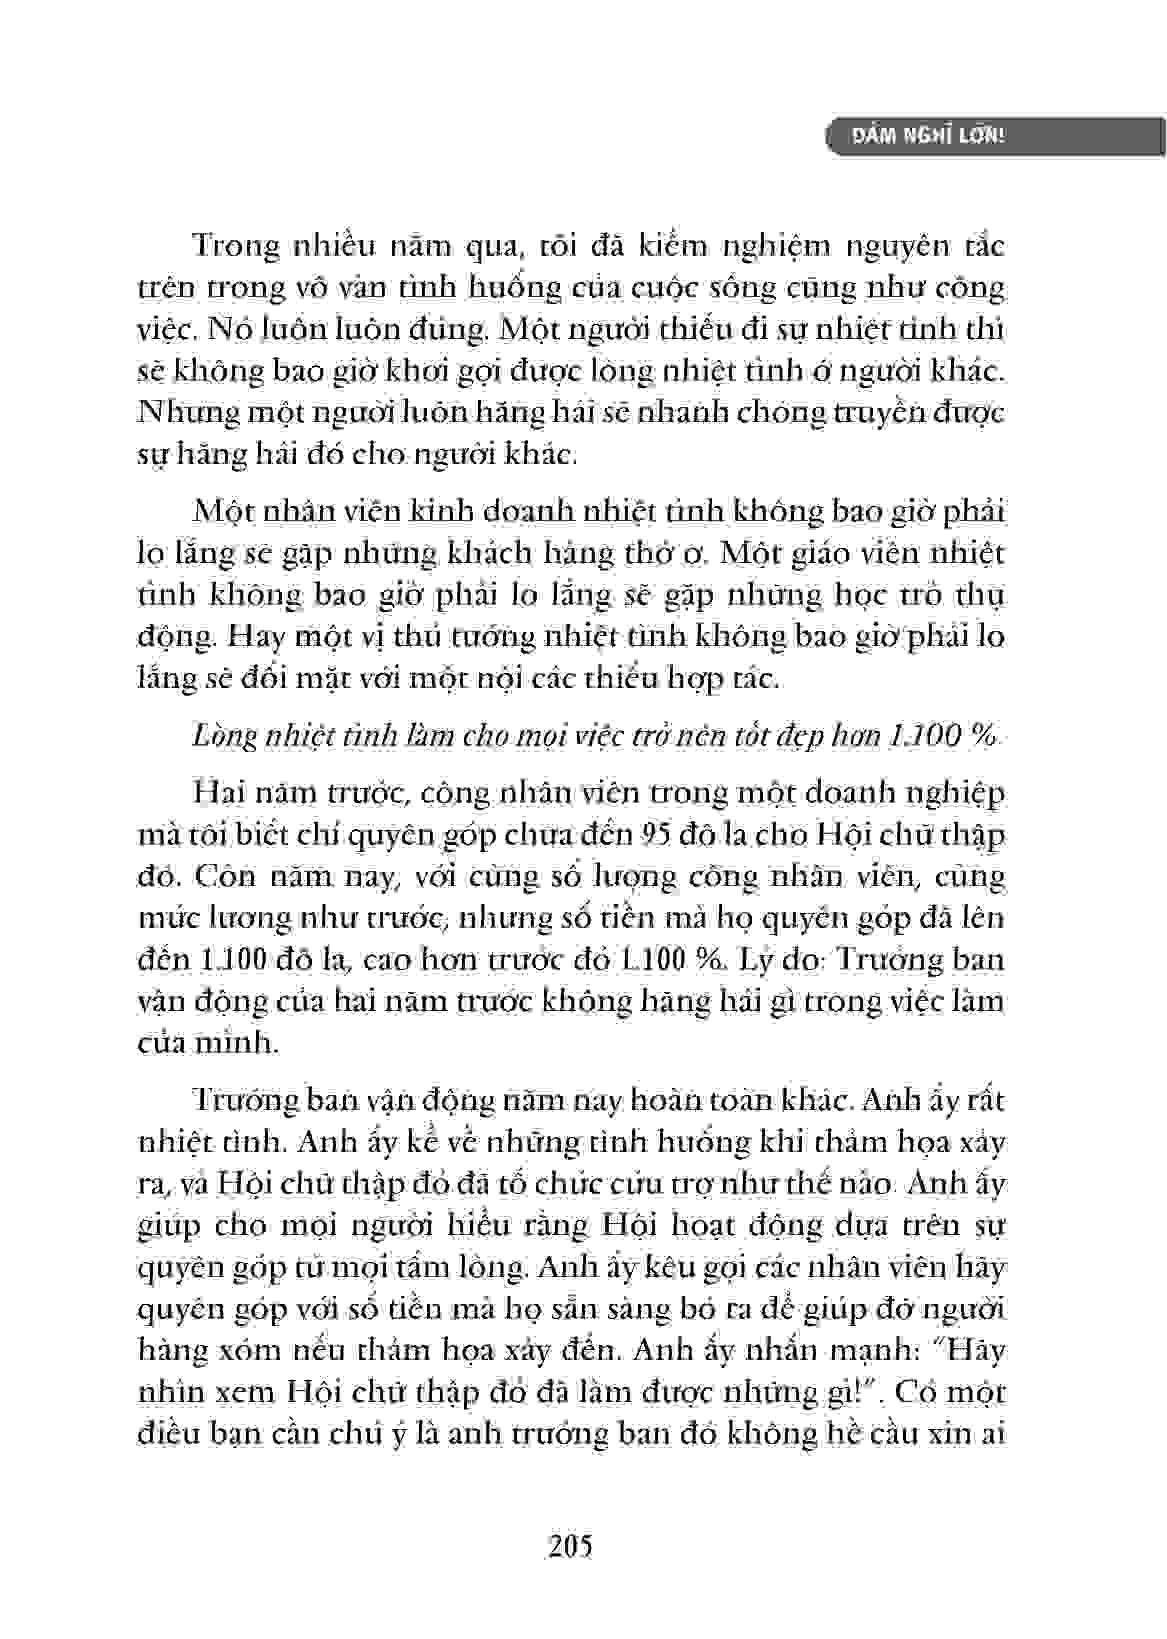 DÁM NGHĨ LỚN!
Trong nhiều năm qua, tôi đã kiểm nghiệm nguyên tắc
trên trong vô vàn tình huống của cuộc sống cũng như công
việc. Nó luôn luôn đúng. Một người thiếu đi sự nhiệt tình thì
sẽ không bao giờ khơi gợi được lòng nhiệt tình ở người khác.
Nhưng một người luôn hăng hái sẽ nhanh chóng truyền được
sự hăng hái đó cho người khác.
Một nhân viên kinh doanh nhiệt tình không bao giờ phải
lo lắng sẽ gặp những khách hàng thờ ơ. Một giáo viên nhiệt
tình không bao giờ phải lo lắng sẽ gặp những học trò thụ
động. Hay một vị thủ tướng nhiệt tình không bao giờ phải lo
lắng sẽ đối mặt với một nội các thiếu hợp tác.
Lòng nhiệt tình làm cho mọi việc trở nên tốt đẹp hơn 1.100 %.
Hai năm trước, công nhân viên trong một doanh nghiệp
mà tôi biết chỉ quyên góp chưa đến 95 đô la cho Hội chữ thập
đỏ. Còn năm nay, với cùng số lượng công nhân viên, cùng
mức lương như trước, nhưng số tiền mà họ quyên góp đã lên
đến 1.100 đô la, cao hơn trước đó 1.100 %. Lý do: Trưởng ban
vận động của hai năm trước không hăng hái gì trong việc làm
của mình.
Trưởng ban vận động năm nay hoàn toàn khác. Anh ấy rất
nhiệt tình. Anh ấy kể về những tình huống khi thảm họa xảy
ra, và Hội chữ thập đỏ đã tổ chức cứu trợ như thế nào. Anh ấy
giúp cho mọi người hiểu rằng Hội hoạt động dựa trên sự
quyên góp từ mọi tấm lòng. Anh ấy kêu gọi các nhân viên hãy
quyên góp với số tiền mà họ sẵn sàng bỏ ra để giúp đỡ người
hàng xóm nếu thảm họa xảy đến. Anh ấy nhấn mạnh: “Hãy
nhìn xem Hội chữ thập đỏ đã làm được những gì!”. Có một
điều bạn cần chú ý là anh trưởng ban đó không hề cầu xin ai
205